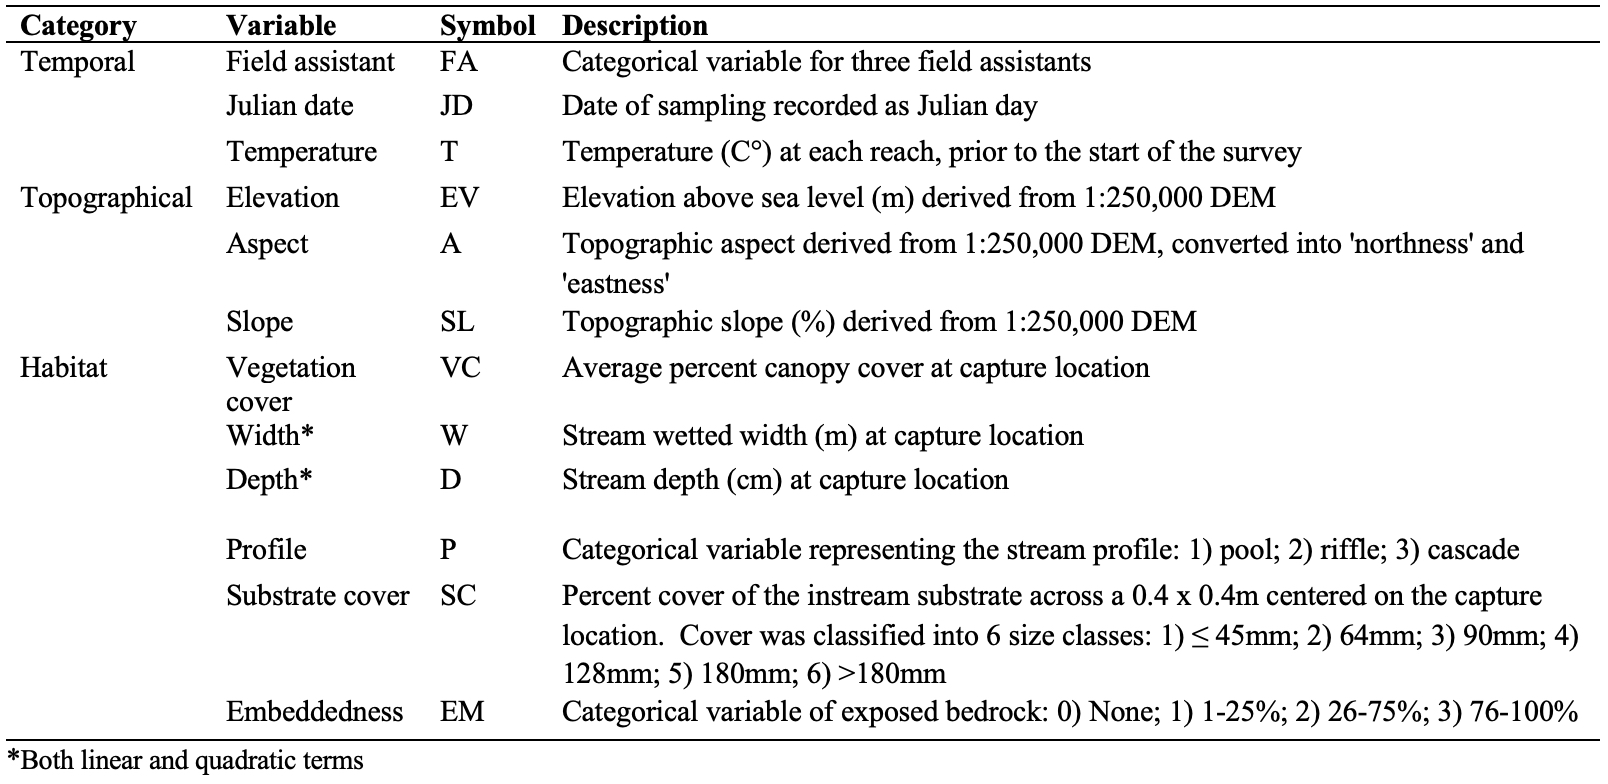 Category Variable Symbol Description
Temporal Field assistant FA Categorical variable for three field assistants
Julian date JD Date of sampling recorded as Julian day
Temperature T Temperature (C°) at each reach, prior to the start of the survey
Topographical Elevation EV Elevation above sea level (m) derived from 1:250,000 DEM
Aspect A Topographic aspect derived from 1:250,000 DEM, converted into 'northness' and
'eastness'
Slope SL Topographic slope (%) derived from 1:250,000 DEM
Habitat Vegetation VC Average percent canopy cover at capture location
cover
Width* W Stream wetted width (m) at capture location
Depth* D Stream depth (cm) at capture location
Profile P Categorical variable representing the stream profile: 1) pool; 2) riffle; 3) cascade
Substrate cover SC Percent cover of the instream substrate across a 0.4 x 0.4m centered on the capture
location.  Cover was classified into 6 size classes: 1) ≤ 45mm; 2) 64mm; 3) 90mm; 4)
128mm; 5) 180mm; 6) >180mm
Embeddedness EM Categorical variable of exposed bedrock: 0) None; 1) 1-25%; 2) 26-75%; 3) 76-100%
*Both linear and quadratic terms